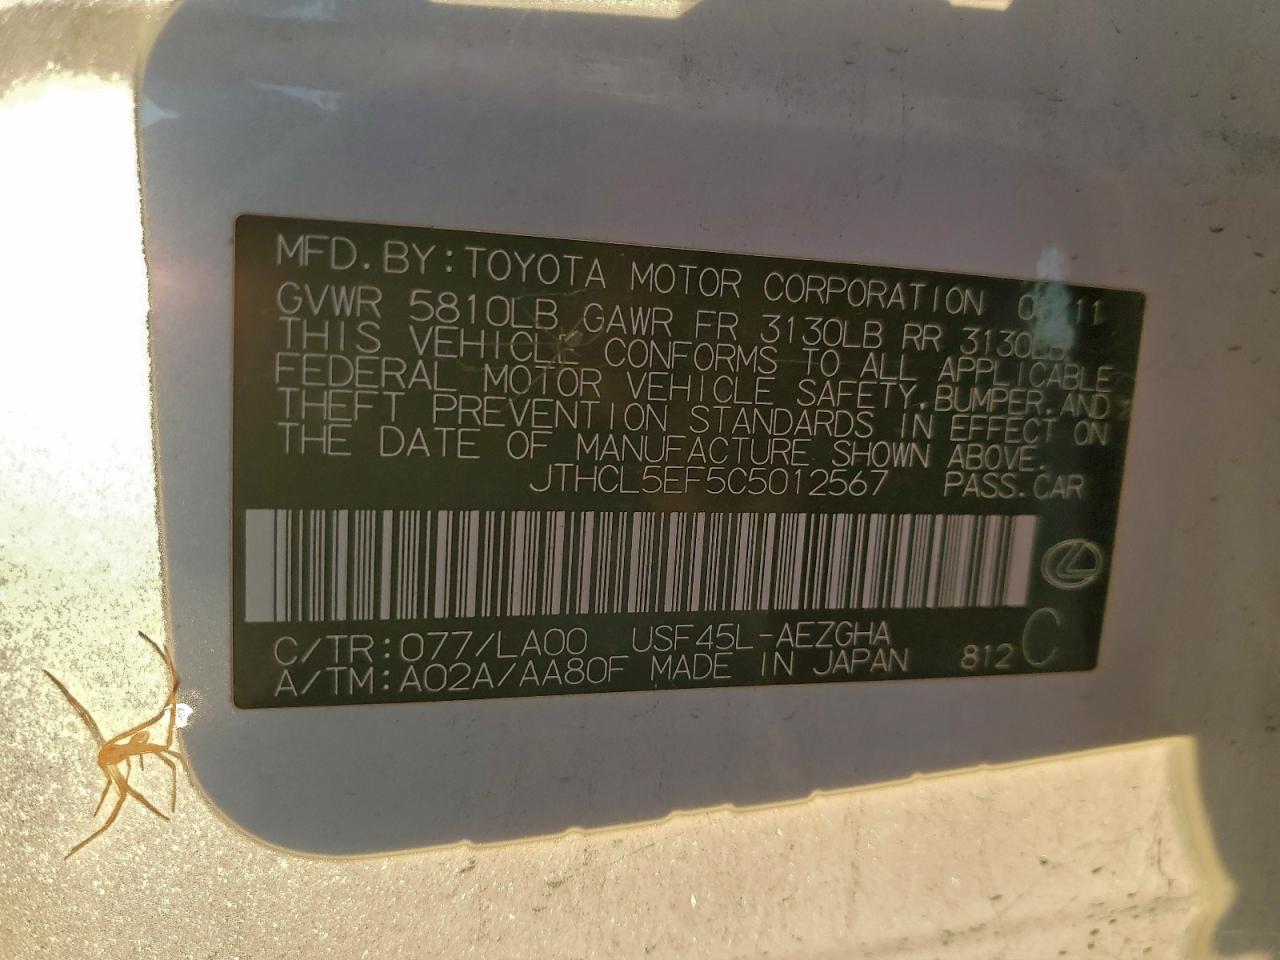 MFD. BY: TOYOTA MOTOR CORPORATION 11
GVWR 5810LB GAWR FR 3130LB RR 3130LB
THIS VEHICLE CONFORMS TO ALL APPLICABLE
FEDERAL MOTOR VEHICLE SAFETY, BUMPER, AND
THEFT PREVENTION STANDARDS IN EFFECT ON
THE DATE OF MANUFACTURE SHOWN ABOVE.
JTHCL5EF5C5012567 PASS. CAR
C/TR: 077/LA00 USF45L-AEZGHA
A/TM: A02A/AA80F MADE IN JAPAN 812 C